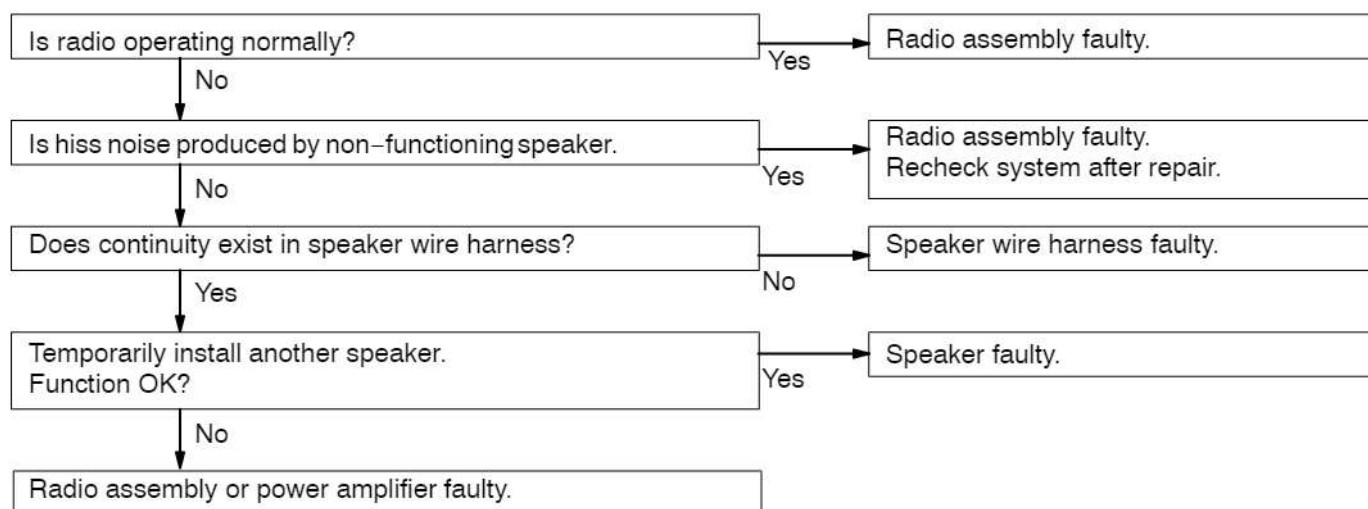 Is radio operating normally?
Yes
Radio assembly faulty.
No
Is hiss noise produced by non-functioning speaker.
Yes
Radio assembly faulty.
Recheck system after repair.
No
Does continuity exist in speaker wire harness?
No
Speaker wire harness faulty.
Yes
Temporarily install another speaker.
Function OK?
Yes
Speaker faulty.
No
Radio assembly or power amplifier faulty.